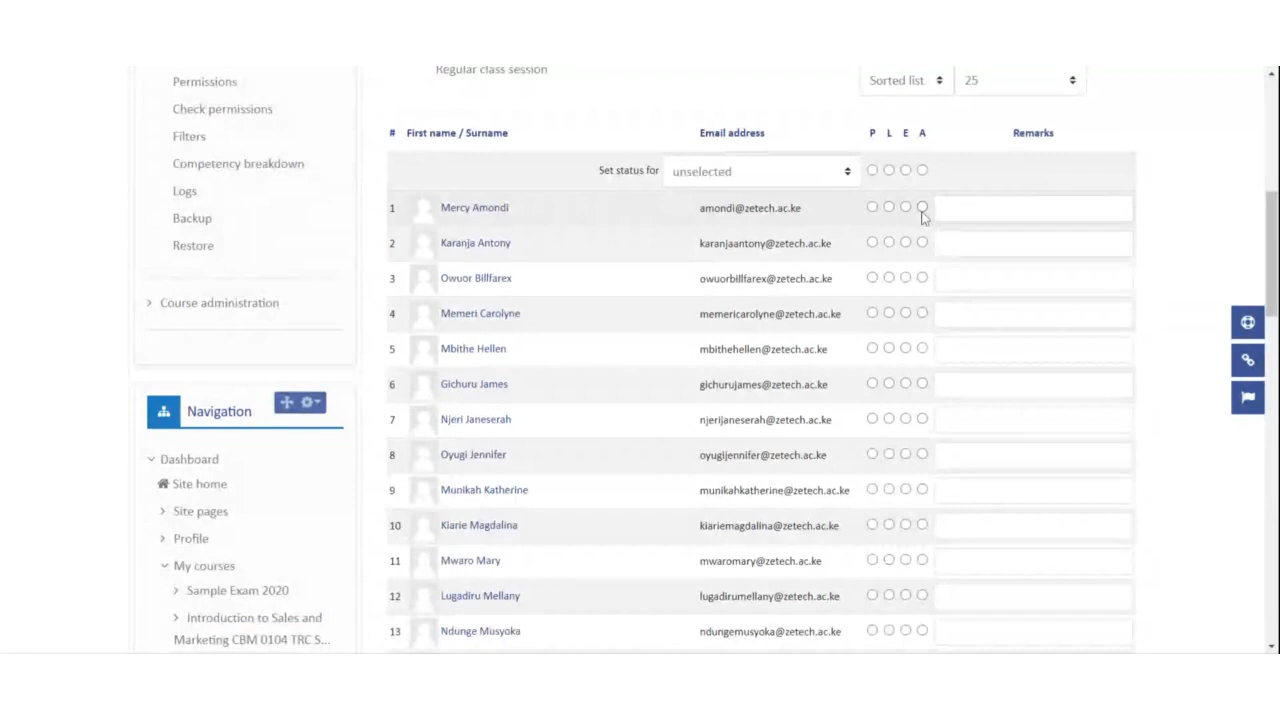 Permissions
Check permissions
Filters
Competency breakdown
Logs
Backup
Restore
Course administration
Navigation
Dashboard
Site home
Site pages
Profile
My courses
Sample Exam 2020
Introduction to Sales and
Marketing CBM 0104 TRC S...
Regular class session
Sorted list 25
# First name / Surname Email address P L E A Remarks
Set status for unselected
1 Mercy Amondi amondi@zetech.ac.ke
2 Karanja Antony karanjaantony@zetech.ac.ke
3 Owuor Billfarex owuorbillfarex@zetech.ac.ke
4 Memeri Carolyne memericarolyne@zetech.ac.ke
5 Mbithe Hellen mbithehellen@zetech.ac.ke
6 Gichuru James gichurujames@zetech.ac.ke
7 Njeri Janeserah njerijaneserah@zetech.ac.ke
8 Oyugi Jennifer oyugijennifer@zetech.ac.ke
9 Munikah Katherine munikahkatherine@zetech.ac.ke
10 Kiarie Magdalina kiariemagdalina@zetech.ac.ke
11 Mwaro Mary mwaromary@zetech.ac.ke
12 Lugadiru Mellany lugadirumellany@zetech.ac.ke
13 Ndunge Musyoka ndungemusyoka@zetech.ac.ke